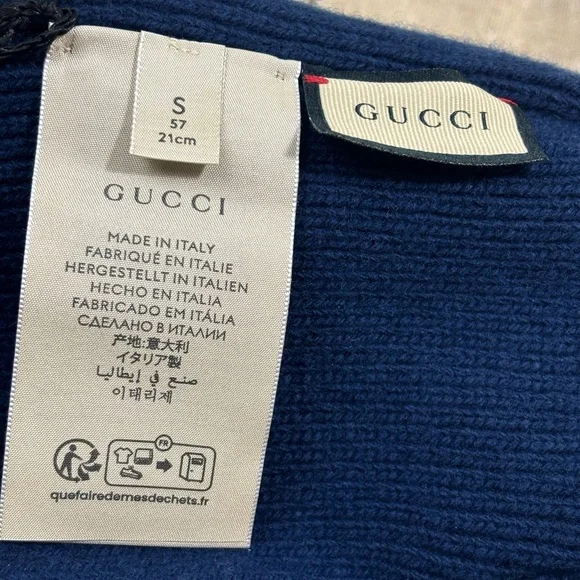 S
57
21cm
GUCCI
GUCCI
MADE IN ITALY
FABRIQUÉ EN ITALIE
HERGESTELLT IN ITALIEN
HECHO EN ITALIA
FABRICADO EM ITÁLIA
СДЕЛАНО В ИТАЛИИ
产地:意大利
イタリア製
صنع في إيطاليا
이태리제
FR
quefairedemesdechets.fr